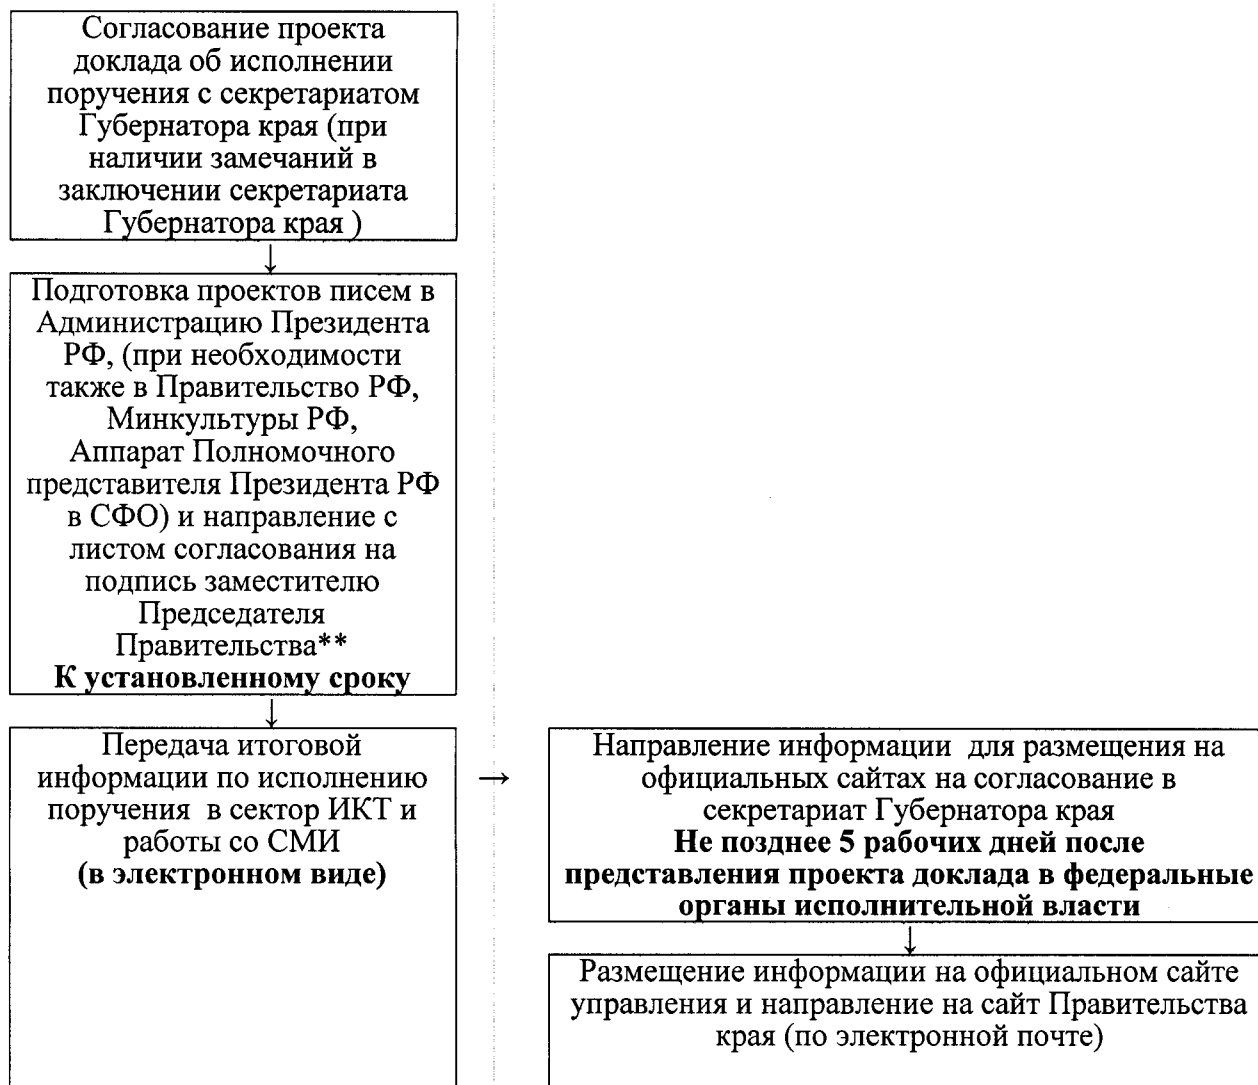 Согласование проекта
доклада об исполнении
поручения с секретариатом
Губернатора края (при
наличии замечаний в
заключении секретариата
Губернатора края )
↓
Подготовка проектов писем в
Администрацию Президента
РФ, (при необходимости
также в Правительство РФ,
Минкультуры РФ,
Аппарат Полномочного
представителя Президента РФ
в СФО) и направление с
листом согласования на
подпись заместителю
Председателя
Правительства**
К установленному сроку
↓
Передача итоговой
информации по исполнению
поручения в сектор ИКТ и
работы со СМИ
(в электронном виде)
→
Направление информации для размещения на
официальных сайтах на согласование в
секретариат Губернатора края
Не позднее 5 рабочих дней после
представления проекта доклада в федеральные
органы исполнительной власти
↓
Размещение информации на официальном сайте
управления и направление на сайт Правительства
края (по электронной почте)